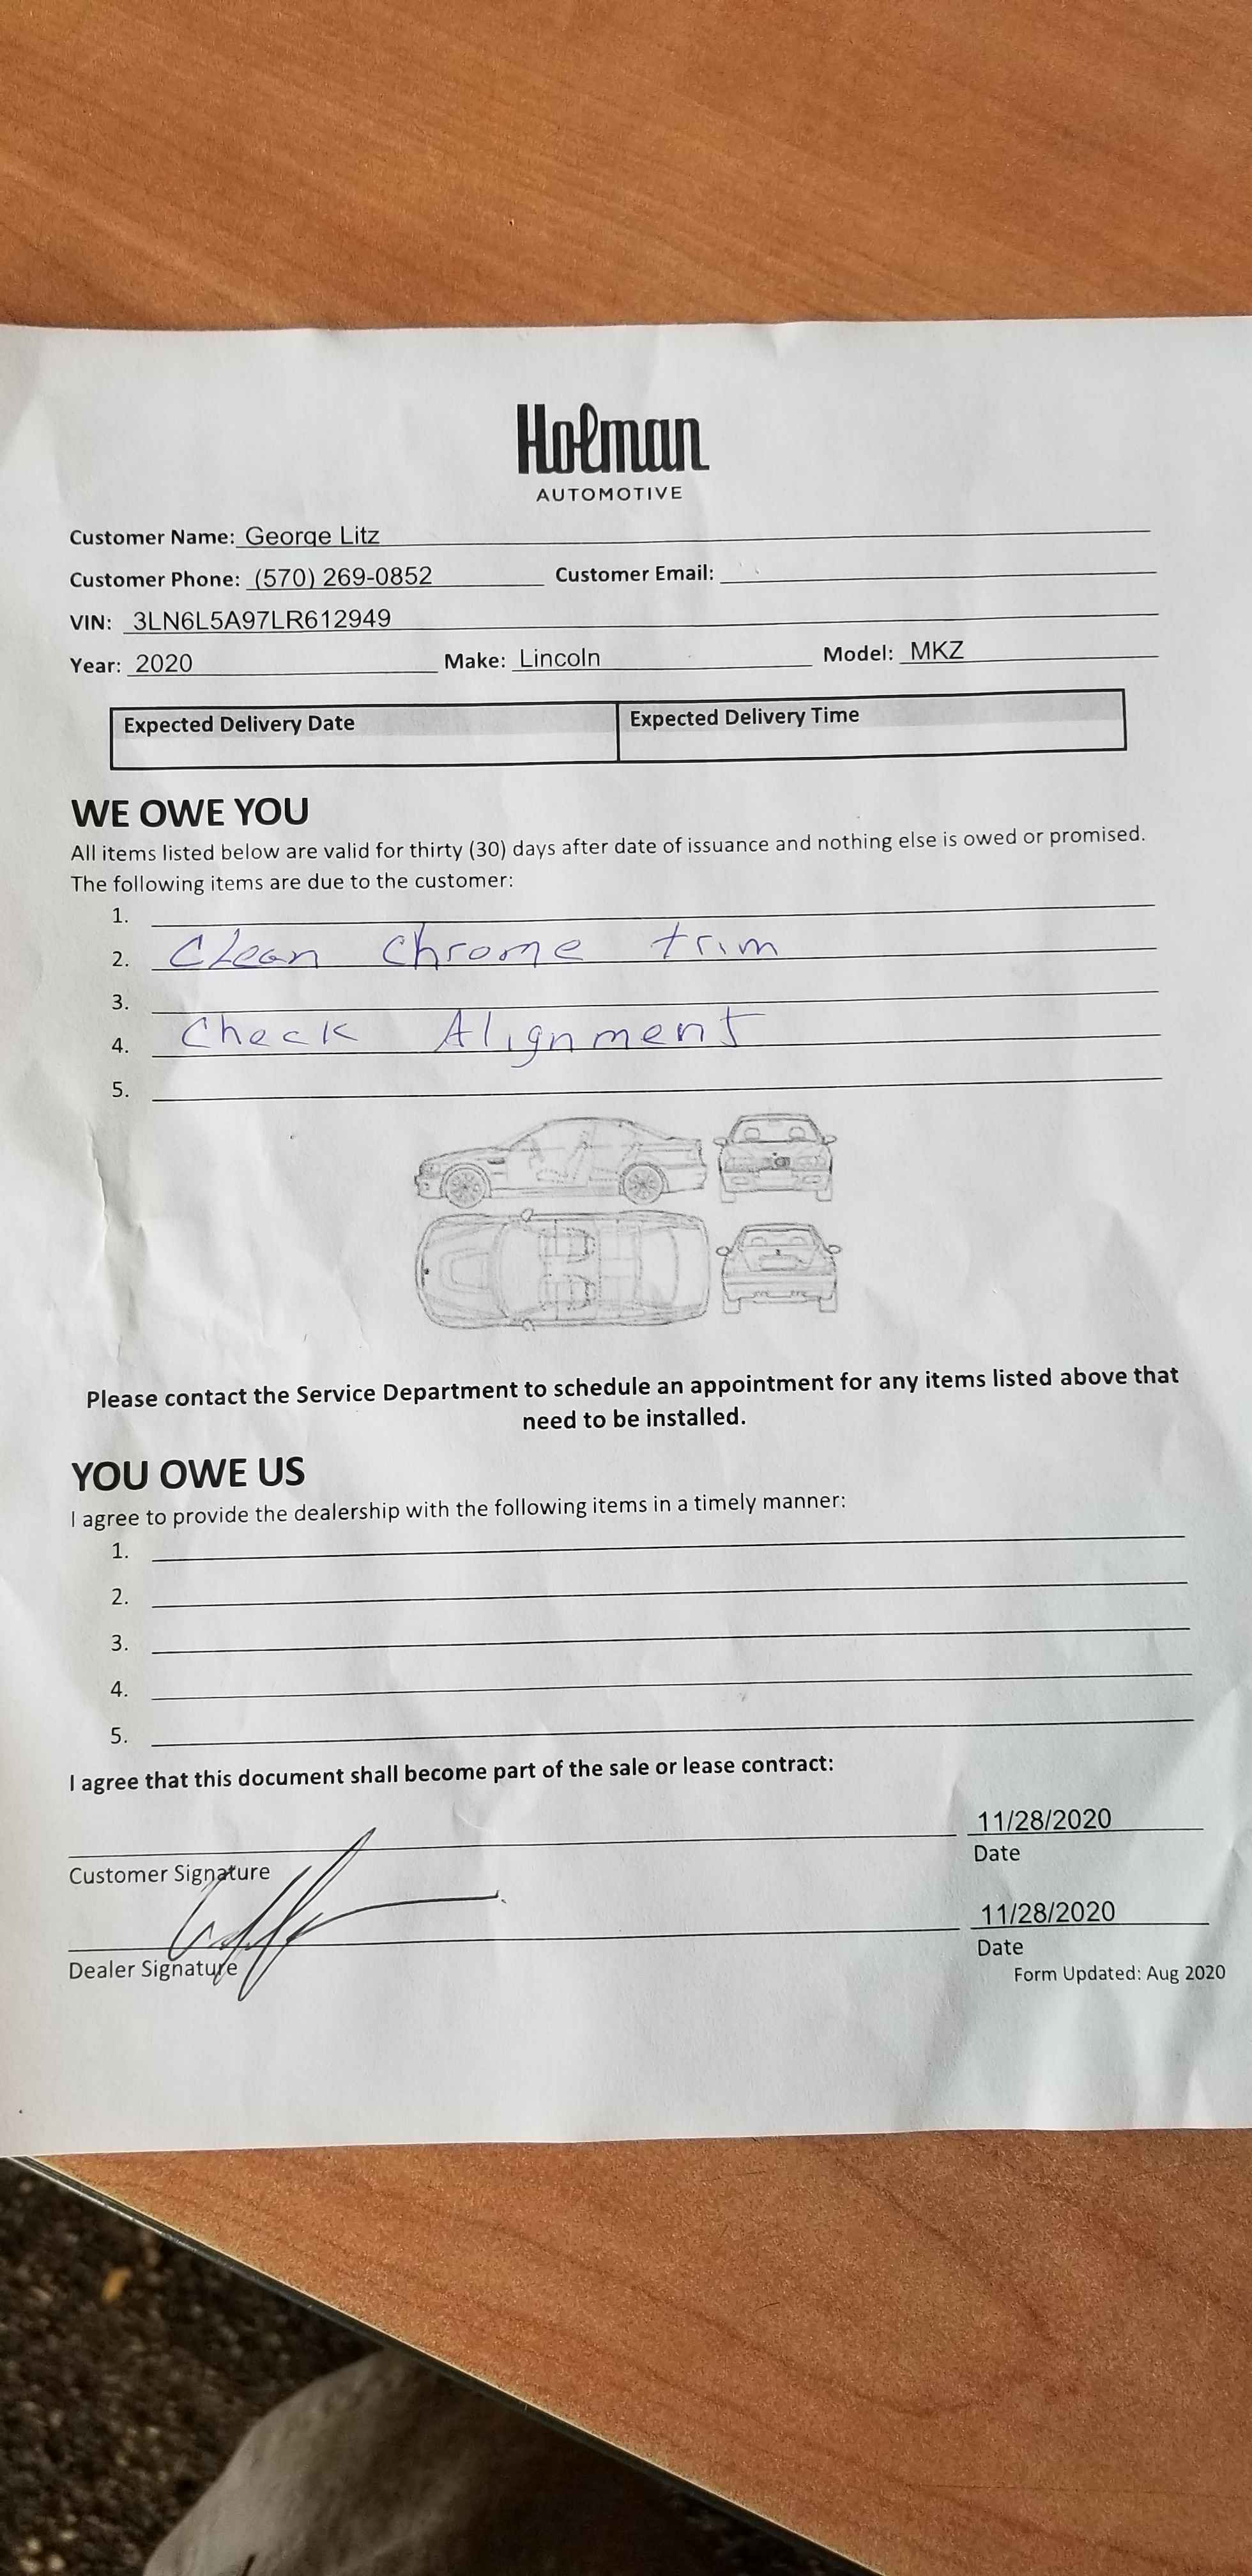 Holman
AUTOMOTIVE
Customer Name: George Litz
Customer Phone: (570) 269-0852 Customer Email:
VIN: 3LN6L5A97LR612949
Year: 2020 Make: Lincoln Model: MKZ
Expected Delivery Date Expected Delivery Time
WE OWE YOU
All items listed below are valid for thirty (30) days after date of issuance and nothing else is owed or promised.
The following items are due to the customer:
1.
2. Clean Chrome trim
3.
4. Check Alignment
5.
Please contact the Service Department to schedule an appointment for any items listed above that
need to be installed.
YOU OWE US
I agree to provide the dealership with the following items in a timely manner:
1.
2.
3.
4.
5.
I agree that this document shall become part of the sale or lease contract:
11/28/2020
Customer Signature Date
11/28/2020
Dealer Signature Date
Form Updated: Aug 2020